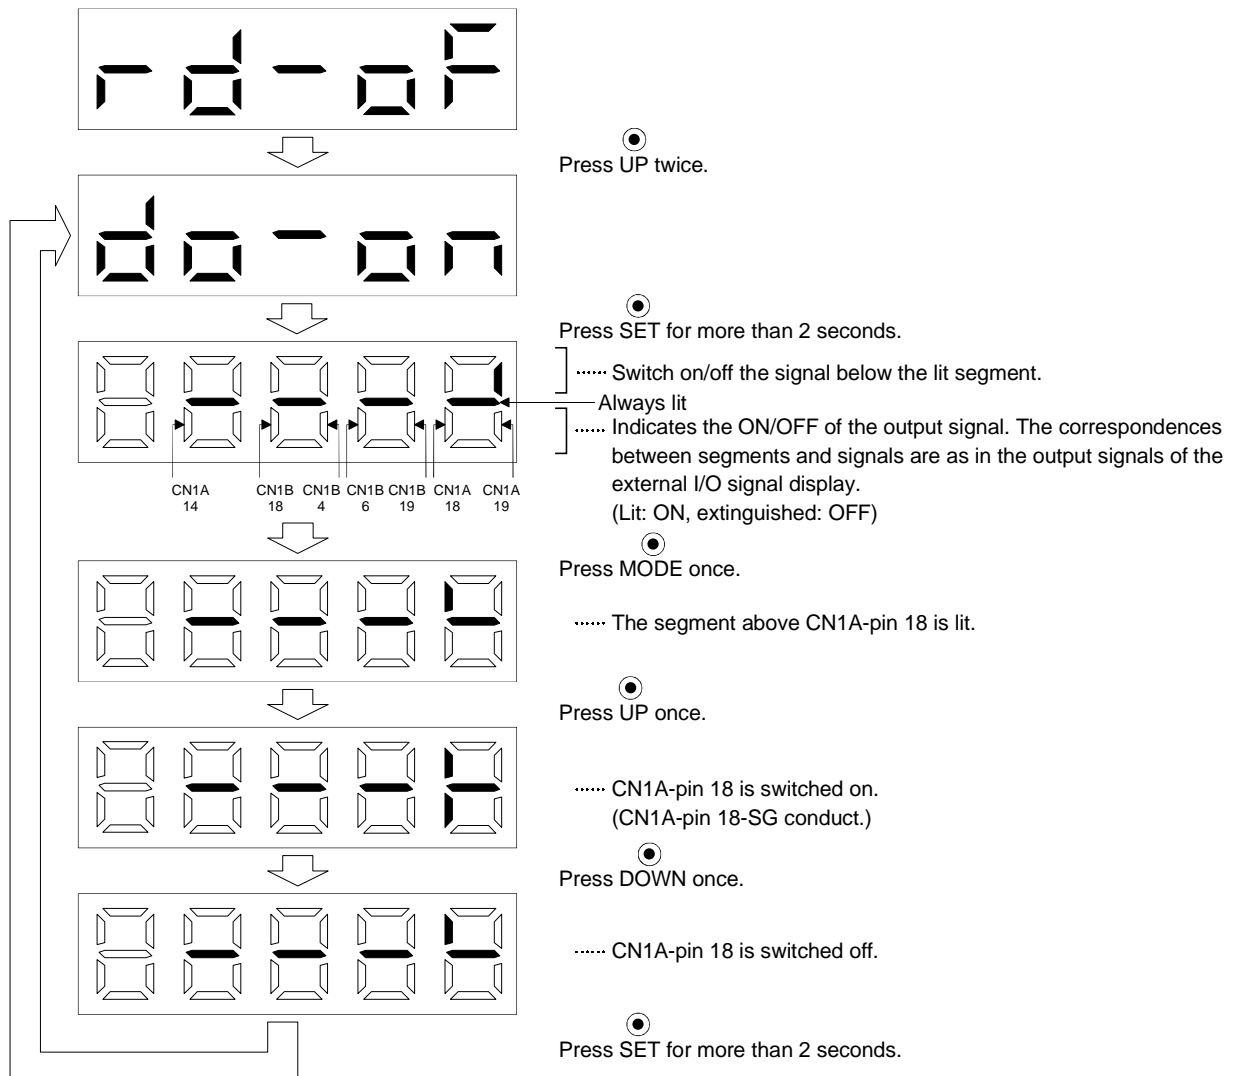 rd-oF
Press UP twice.
do-on
Press SET for more than 2 seconds.
Switch on/off the signal below the lit segment.
Always lit
Indicates the ON/OFF of the output signal. The correspondences
between segments and signals are as in the output signals of the
external I/O signal display.
(Lit: ON, extinguished: OFF)
CN1A CN1B CN1B CN1B CN1B CN1A CN1A
14 18 4 6 19 18 19
Press MODE once.
The segment above CN1A-pin 18 is lit.
Press UP once.
CN1A-pin 18 is switched on.
(CN1A-pin 18-SG conduct.)
Press DOWN once.
CN1A-pin 18 is switched off.
Press SET for more than 2 seconds.